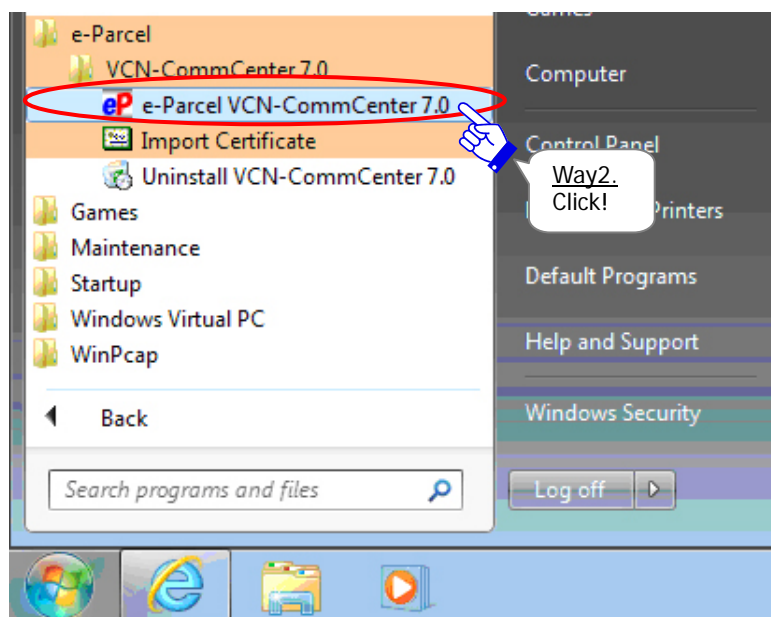 e-Parcel
VCN-CommCenter 7.0
eP e-Parcel VCN-CommCenter 7.0
Import Certificate
Uninstall VCN-CommCenter 7.0
Games
Maintenance
Startup
Windows Virtual PC
WinPcap
Back
Search programs and files
Games
Computer
Control Panel
Way2.
Click!
Printers
Default Programs
Help and Support
Windows Security
Log off